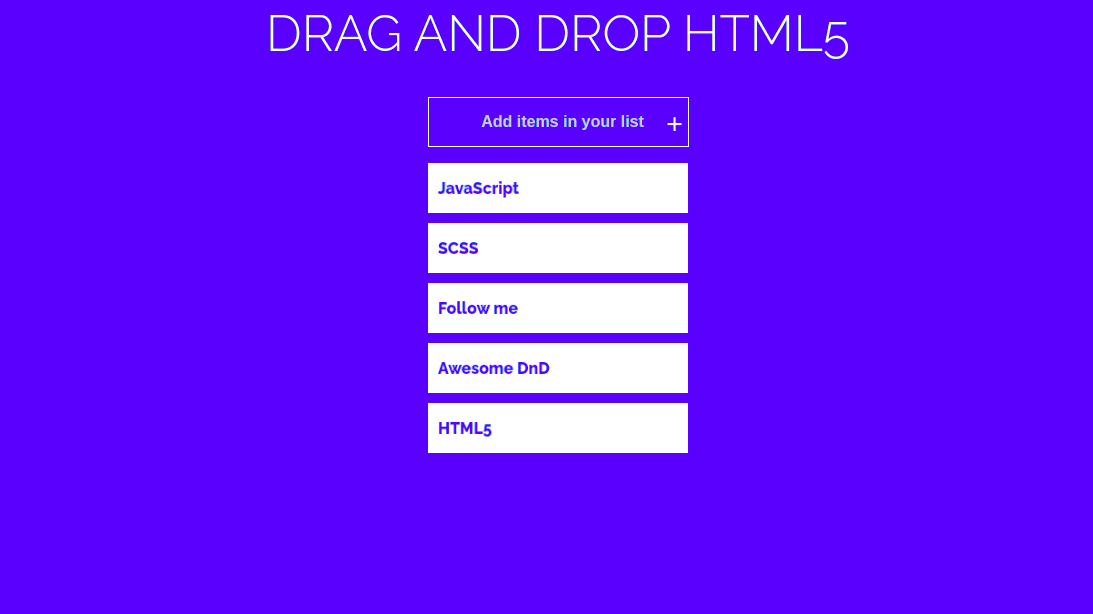 DRAG AND DROP HTML5
Add items in your list +
JavaScript
SCSS
Follow me
Awesome DnD
HTML5